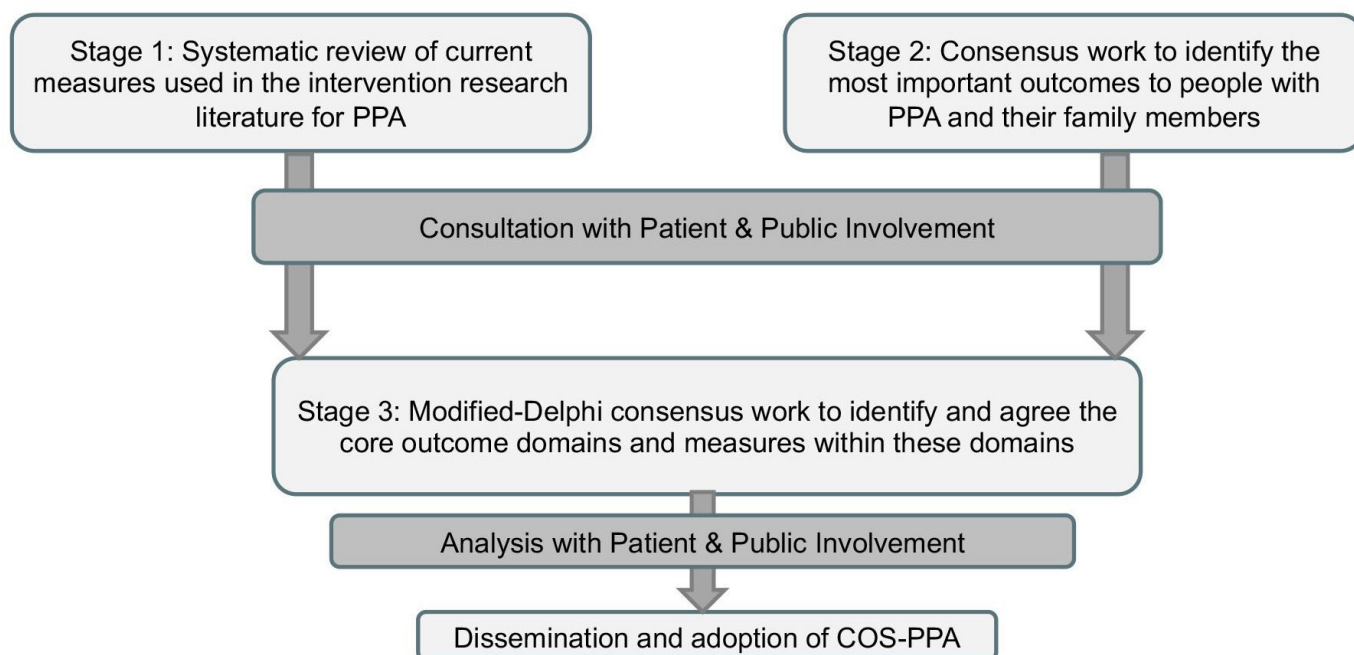 Stage 1: Systematic review of current
measures used in the intervention research
literature for PPA
Stage 2: Consensus work to identify the
most important outcomes to people with
PPA and their family members
Consultation with Patient & Public Involvement
Stage 3: Modified-Delphi consensus work to identify and agree the
core outcome domains and measures within these domains
Analysis with Patient & Public Involvement
Dissemination and adoption of COS-PPA